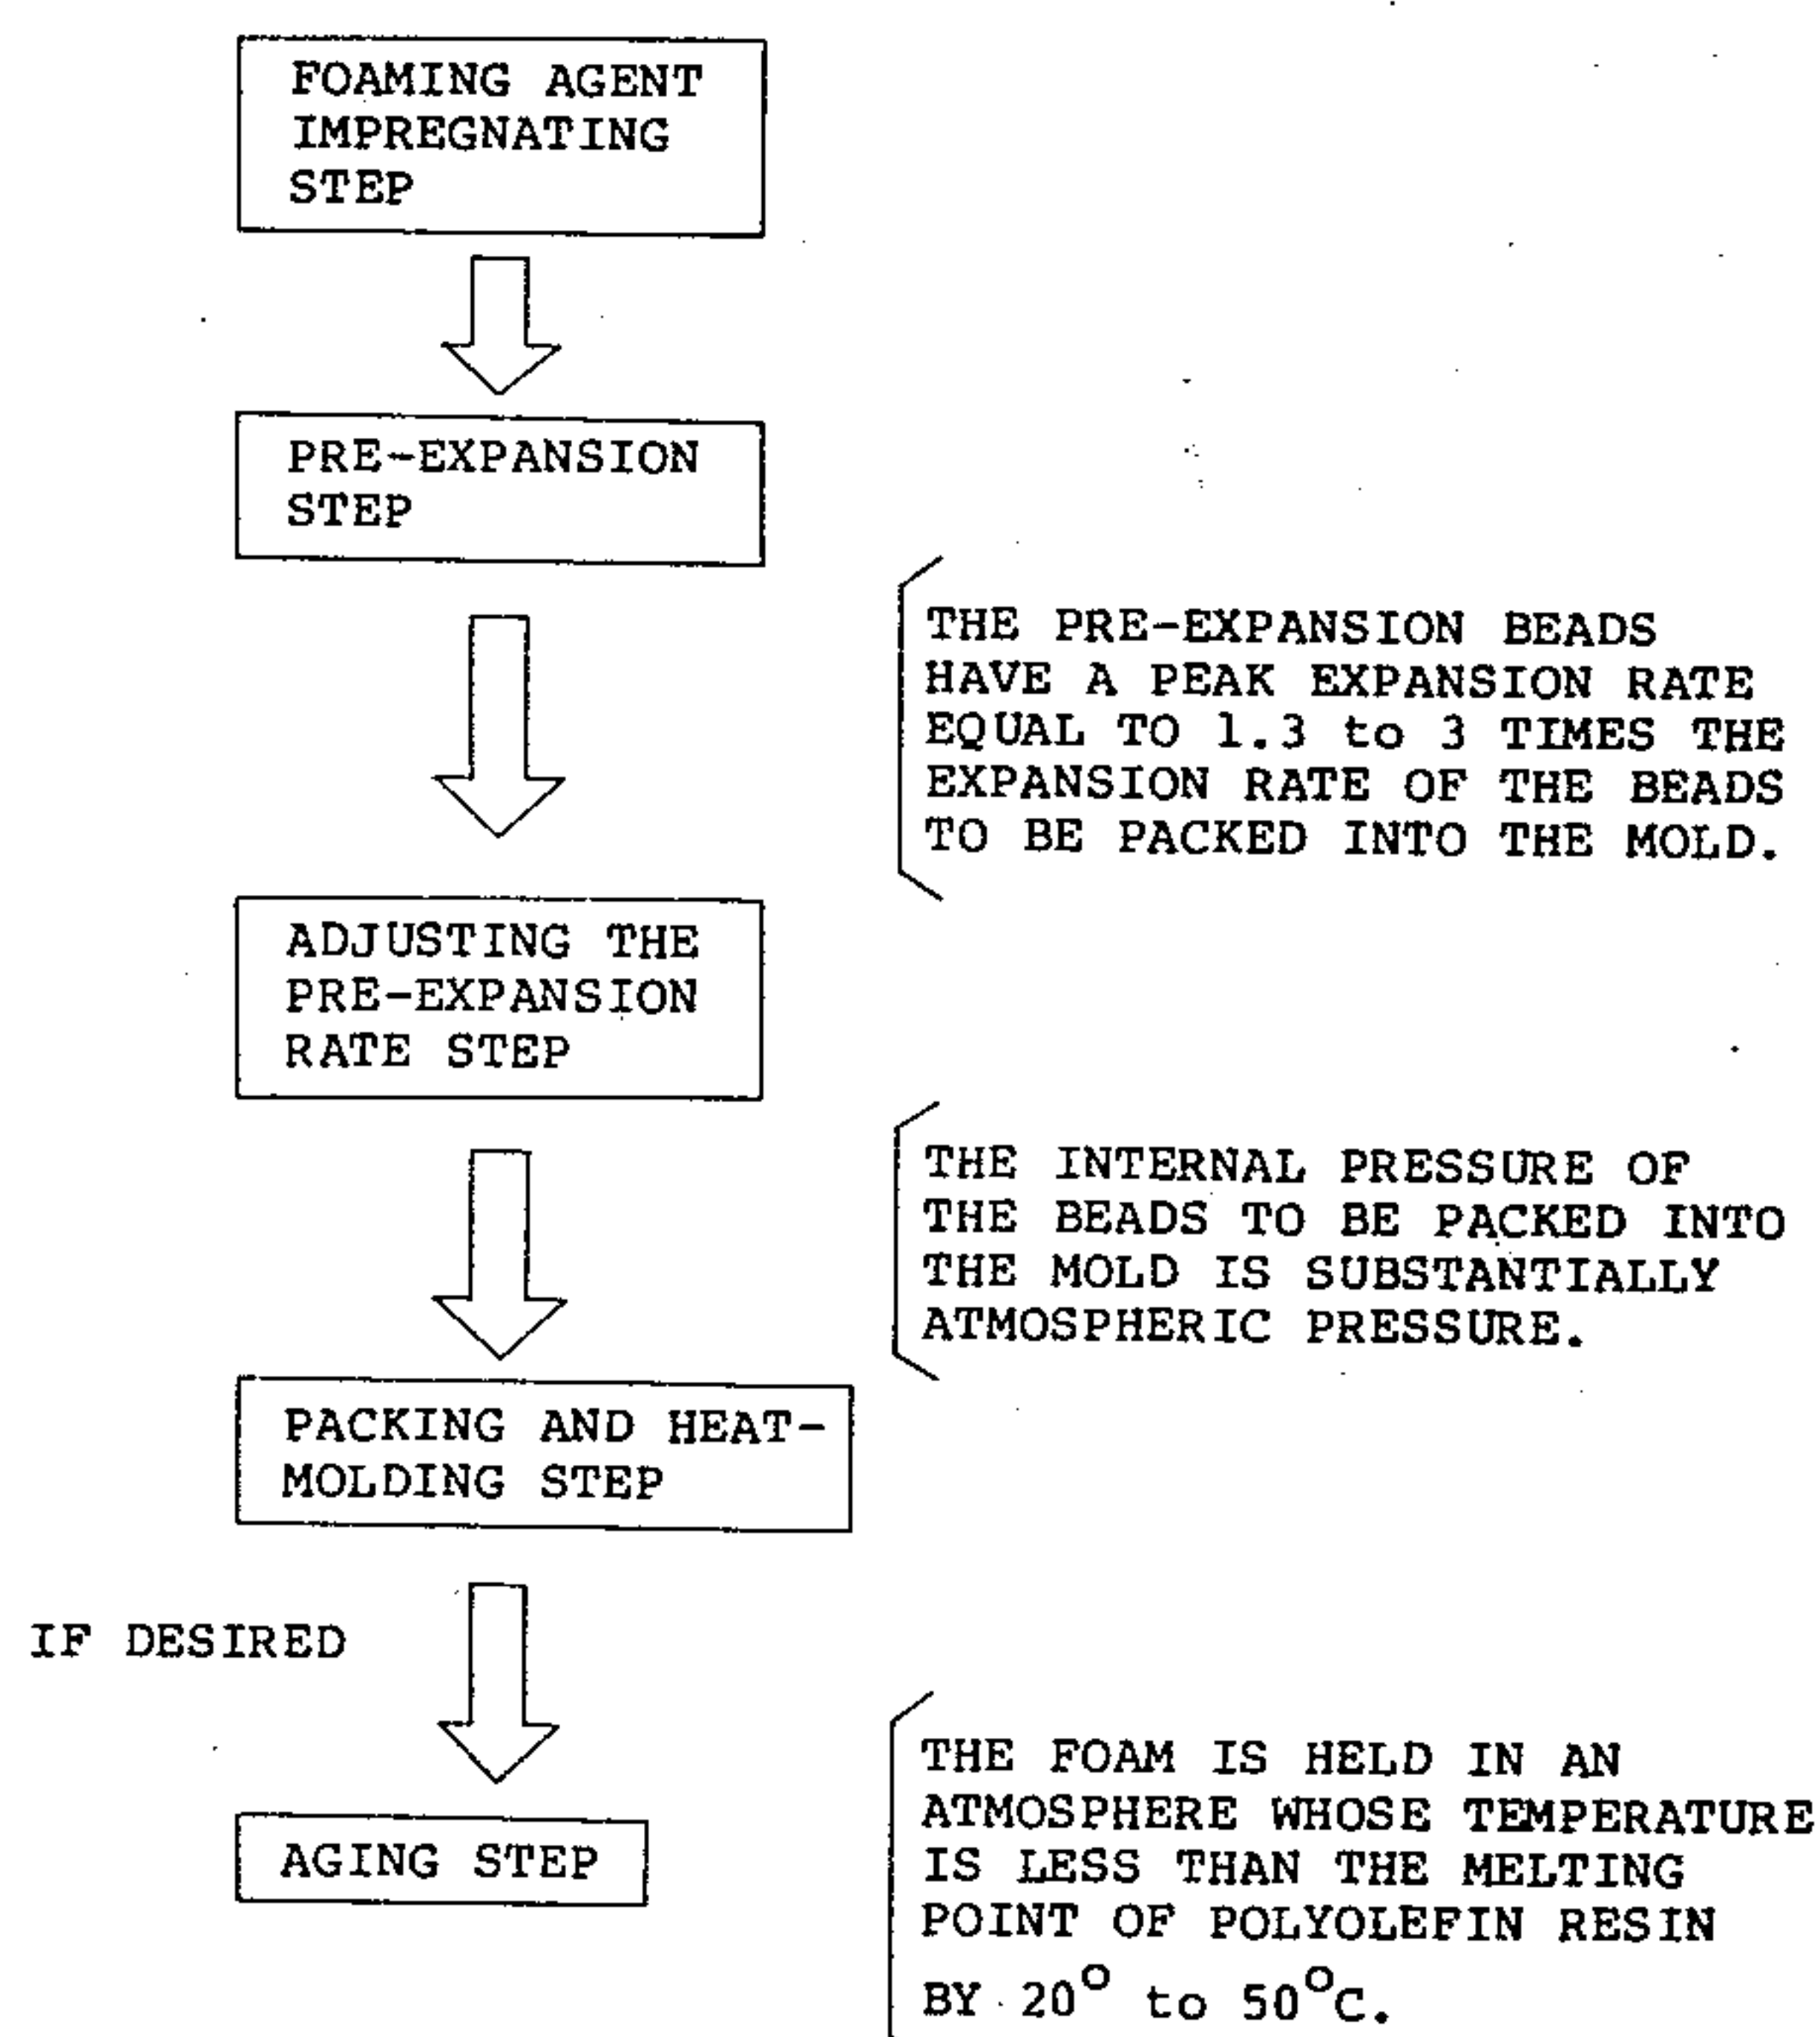 FOAMING AGENT
IMPREGNATING
STEP
PRE-EXPANSION
STEP
THE PRE-EXPANSION BEADS
HAVE A PEAK EXPANSION RATE
EQUAL TO 1.3 to 3 TIMES THE
EXPANSION RATE OF THE BEADS
TO BE PACKED INTO THE MOLD.
ADJUSTING THE
PRE-EXPANSION
RATE STEP
THE INTERNAL PRESSURE OF
THE BEADS TO BE PACKED INTO
THE MOLD IS SUBSTANTIALLY
ATMOSPHERIC PRESSURE.
PACKING AND HEAT-
MOLDING STEP
IF DESIRED
AGING STEP
THE FOAM IS HELD IN AN
ATMOSPHERE WHOSE TEMPERATURE
IS LESS THAN THE MELTING
POINT OF POLYOLEFIN RESIN
BY 20° to 50°C.